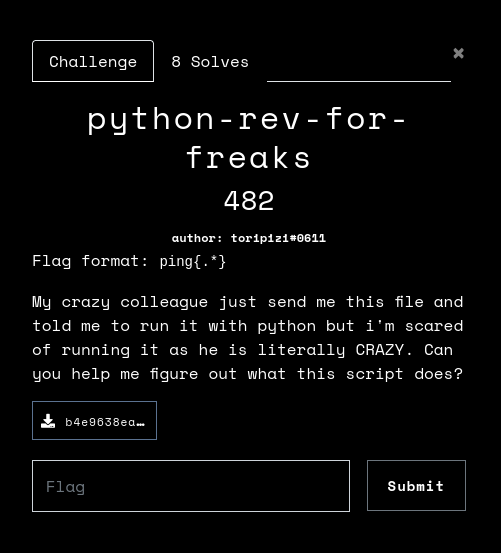 Challenge
8 Solves
×
python-rev-for-
freaks
482
author: toripizi#0611
Flag format: ping{.*}
My crazy colleague just send me this file and
told me to run it with python but i'm scared
of running it as he is literally CRAZY. Can
you help me figure out what this script does?
b4e9638ea…
Flag
Submit